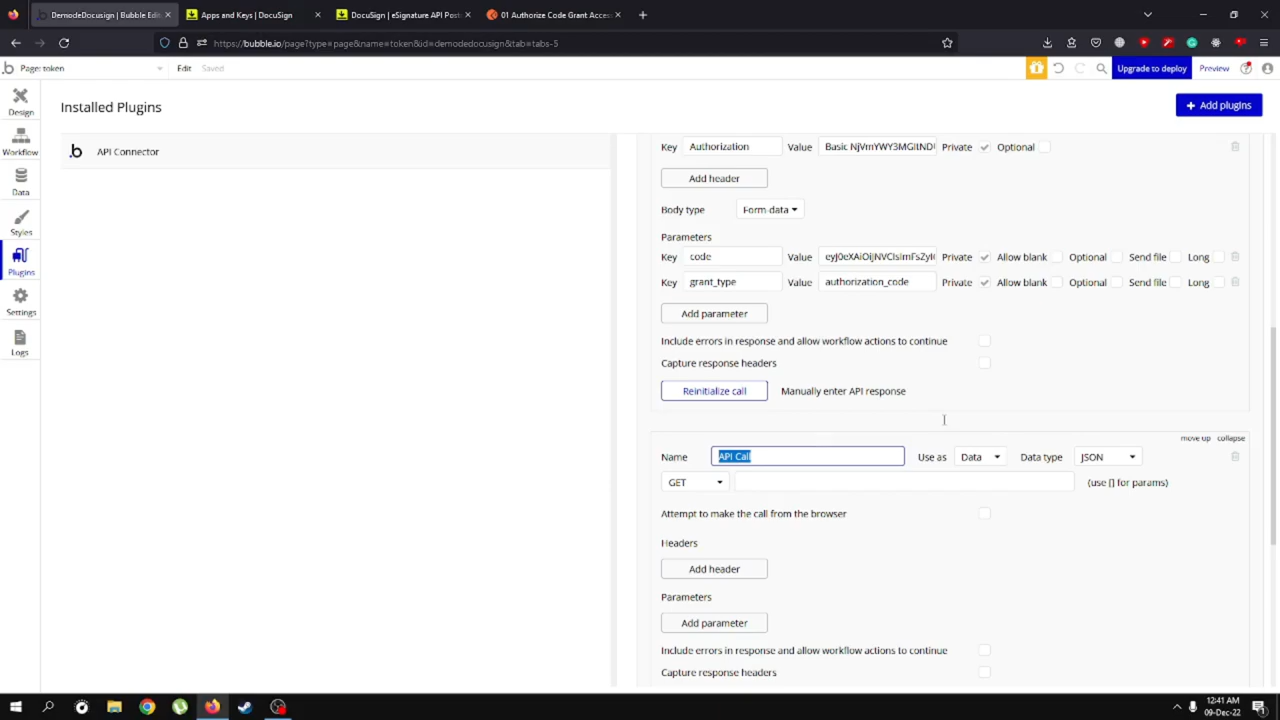 Demodedocusign | Bubble Edit
Apps and Keys | DocuSign
DocuSign | eSignature API Post
01 Authorize Code Grant Access
https://bubble.io/page?type=page&name=token&id=demodedocusign&tab=tabs-5
Page: token
Edit
Saved
Upgrade to deploy
Preview
Design
Workflow
Data
Styles
Plugins
Settings
Logs
Installed Plugins
Add plugins
API Connector
Key Authorization Value Basic NjVmYWY3MGItND Private Optional
Add header
Body type Form-data
Parameters
Key code Value Private Allow blank Optional Send file Long
Key grant_type Value authorization_code Private Allow blank Optional Send file Long
Add parameter
Include errors in response and allow workflow actions to continue
Capture response headers
Reinitialize call Manually enter API response
move up collapse
Name API Call Use as Data Data type JSON
GET (use [] for params)
Attempt to make the call from the browser
Headers
Add header
Parameters
Add parameter
Include errors in response and allow workflow actions to continue
Capture response headers
12:41 AM
09-Dec-22